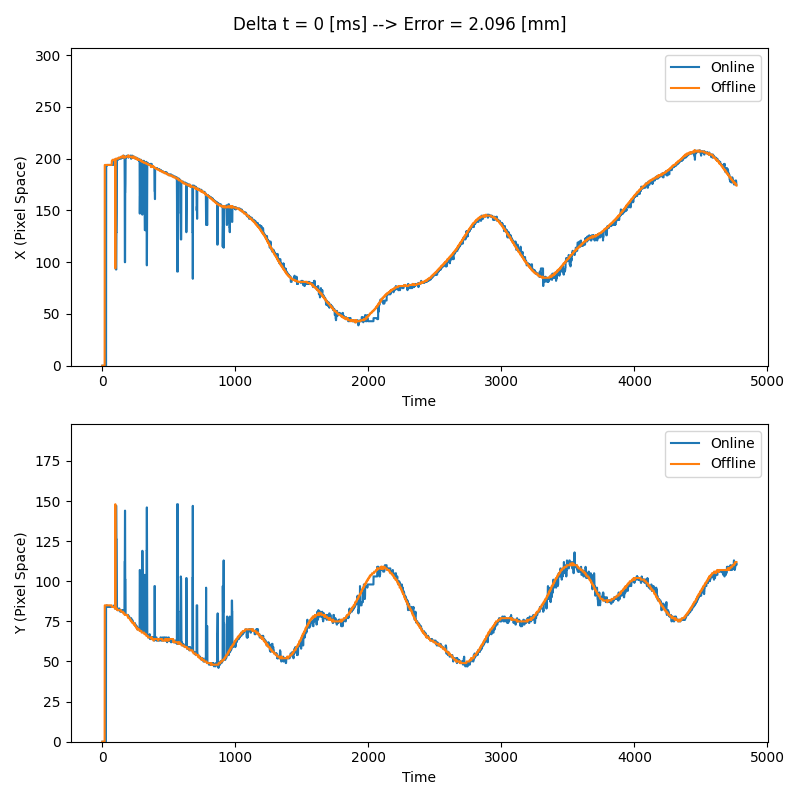 Delta t = 0 [ms] --> Error = 2.096 [mm]
300
250
200
150
100
50
0
X (Pixel Space)
Online
Offline
0 1000 2000 3000 4000 5000
Time
175
150
125
100
75
50
25
0
Y (Pixel Space)
Online
Offline
0 1000 2000 3000 4000 5000
Time